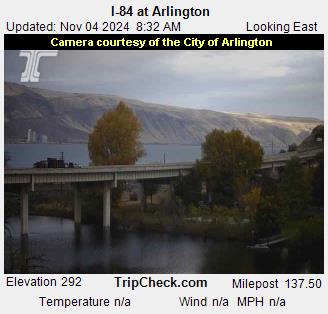 I-84 at Arlington
Updated: Nov 04 2024 8:32 AM Looking East
Camera courtesy of the City of Arlington
Elevation 292 TripCheck.com Milepost 137.50
Temperature n/a Wind n/a MPH n/a